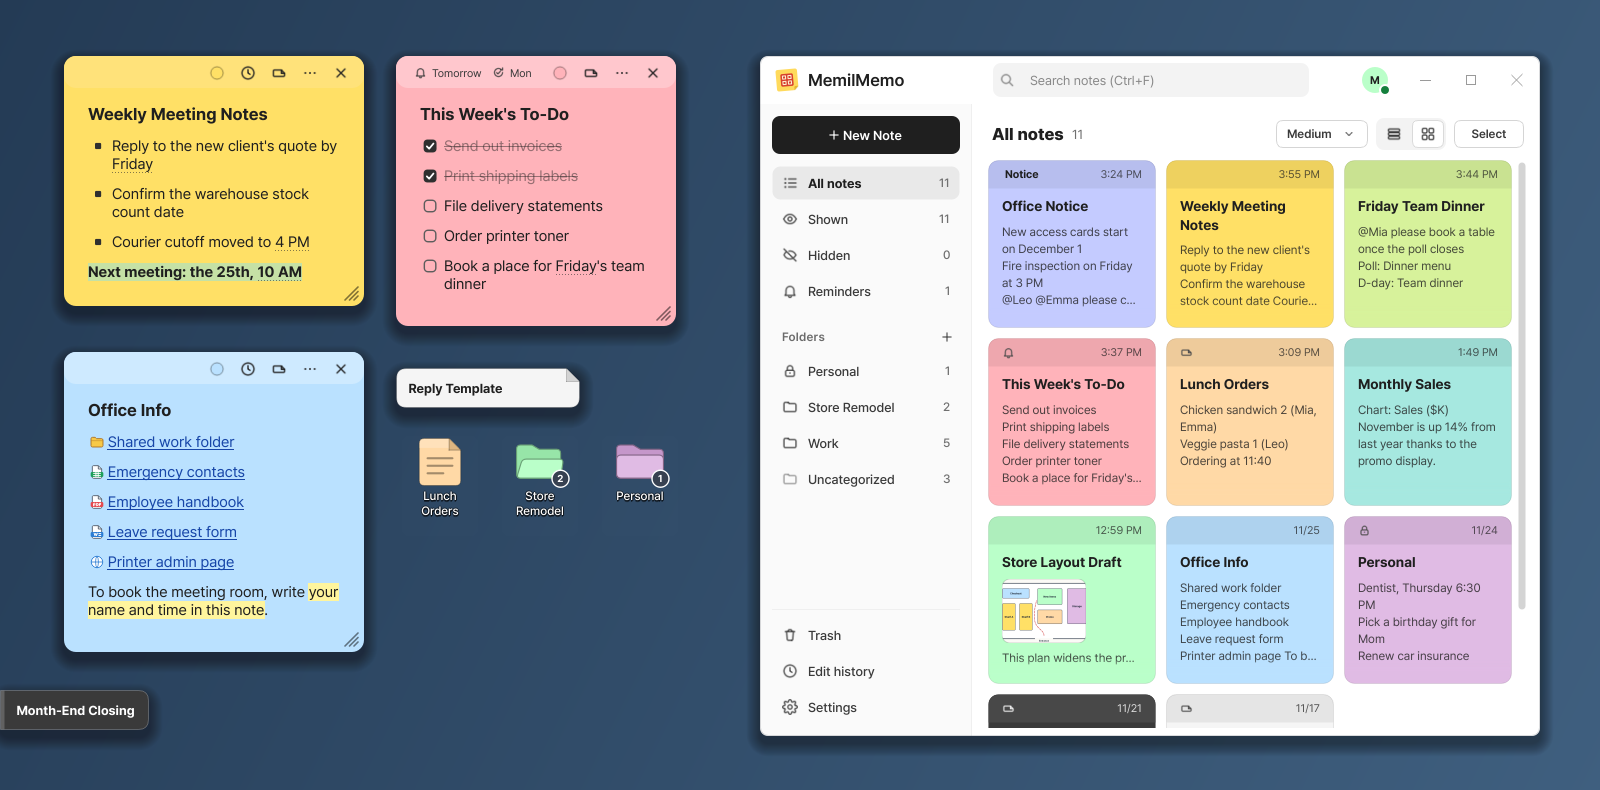 Weekly Meeting Notes
Reply to the new client's quote by
Friday
Confirm the warehouse stock
count date
Courier cutoff moved to 4 PM
Next meeting: the 25th, 10 AM
Tomorrow
Mon
This Week's To-Do
Send out invoices
Print shipping labels
File delivery statements
Order printer toner
Book a place for Friday's team
dinner
Office Info
Shared work folder
Emergency contacts
Employee handbook
Leave request form
Printer admin page
To book the meeting room, write your
name and time in this note.
Reply Template
Lunch
Orders
2
Store
Remodel
1
Personal
Month-End Closing
MemilMemo
Search notes (Ctrl+F)
M
+ New Note
All notes 11
Shown 11
Hidden 0
Reminders 1
Folders +
Personal 1
Store Remodel 2
Work 5
Uncategorized 3
Trash
Edit history
Settings
All notes 11
Medium
Select
Notice 3:24 PM
Office Notice
New access cards start
on December 1
Fire inspection on Friday
at 3 PM
@Leo @Emma please c...
3:55 PM
Weekly Meeting
Notes
Reply to the new client's
quote by Friday
Confirm the warehouse
stock count date Courie...
3:44 PM
Friday Team Dinner
@Mia please book a table
once the poll closes
Poll: Dinner menu
D-day: Team dinner
3:37 PM
This Week's To-Do
Send out invoices
Print shipping labels
File delivery statements
Order printer toner
Book a place for Friday's...
3:09 PM
Lunch Orders
Chicken sandwich 2 (Mia,
Emma)
Veggie pasta 1 (Leo)
Ordering at 11:40
1:49 PM
Monthly Sales
Chart: Sales ($K)
November is up 14% from
last year thanks to the
promo display.
12:59 PM
Store Layout Draft
This plan widens the pr...
11/25
Office Info
Shared work folder
Emergency contacts
Employee handbook
Leave request form
Printer admin page To b...
11/24
Personal
Dentist, Thursday 6:30
PM
Pick a birthday gift for
Mom
Renew car insurance
11/21
11/17